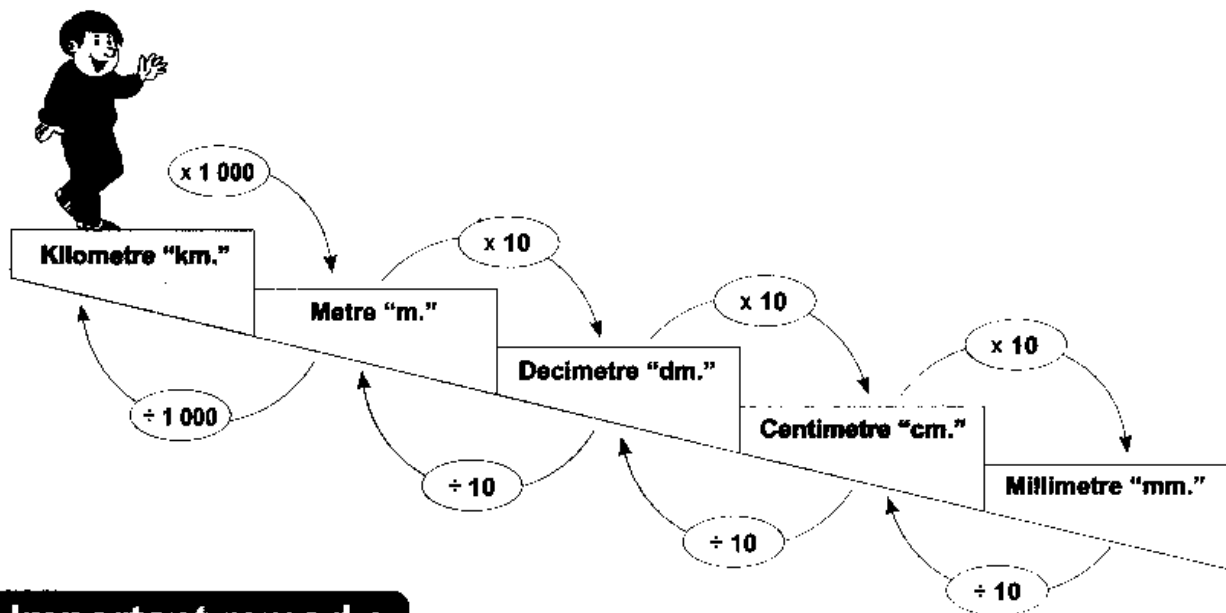 x 1 000
Kilometre “km.”
x 10
Metre “m.”
x 10
Decimetre “dm.”
x 10
Centimetre “cm.”
Millimetre “mm.”
÷ 1 000
÷ 10
÷ 10
÷ 10